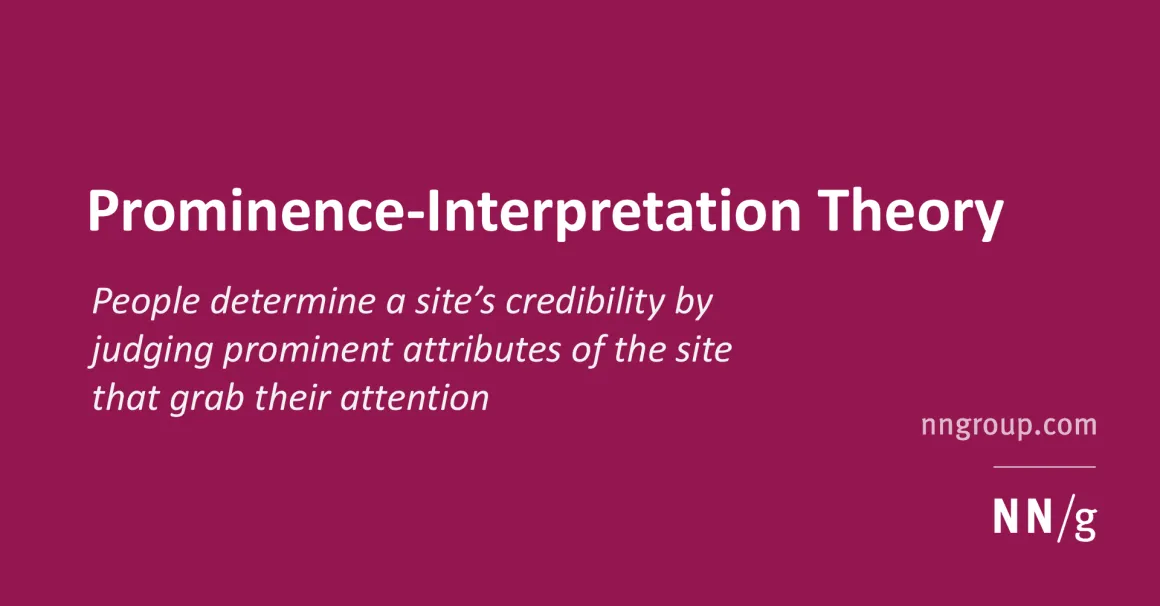 Prominence-Interpretation Theory
People determine a site’s credibility by
judging prominent attributes of the site
that grab their attention
nngroup.com
NN/g